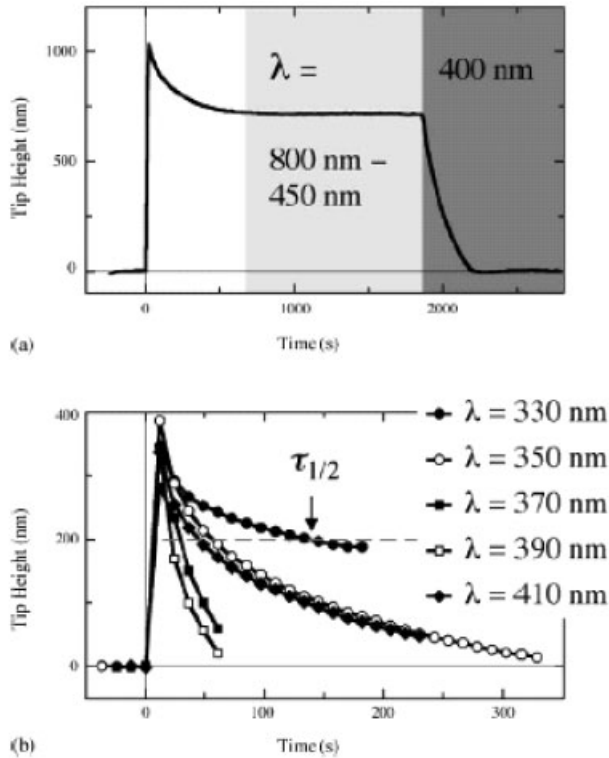 1000
500
0
Tip Height (nm)
λ =
400 nm
800 nm –
450 nm
0
1000
2000
Time (s)
(a)
400
200
0
Tip Height (nm)
τ1/2
λ = 330 nm
λ = 350 nm
λ = 370 nm
λ = 390 nm
λ = 410 nm
0
100
200
300
Time (s)
(b)